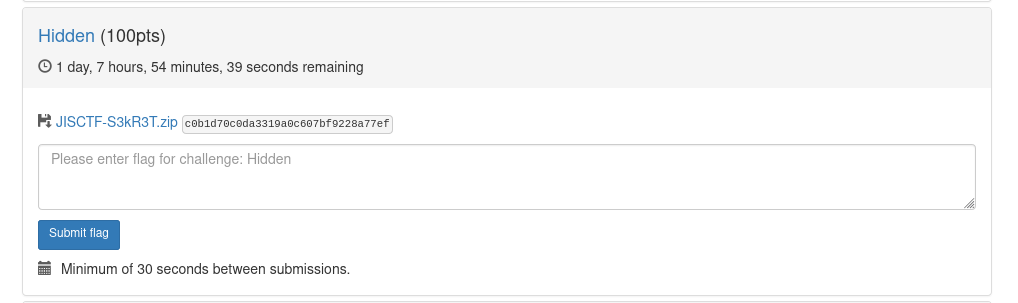 Hidden (100pts)
1 day, 7 hours, 54 minutes, 39 seconds remaining
JISCTF-S3kR3T.zip c0b1d70c0da3319a0c607bf9228a77ef
Please enter flag for challenge: Hidden
Submit flag
Minimum of 30 seconds between submissions.